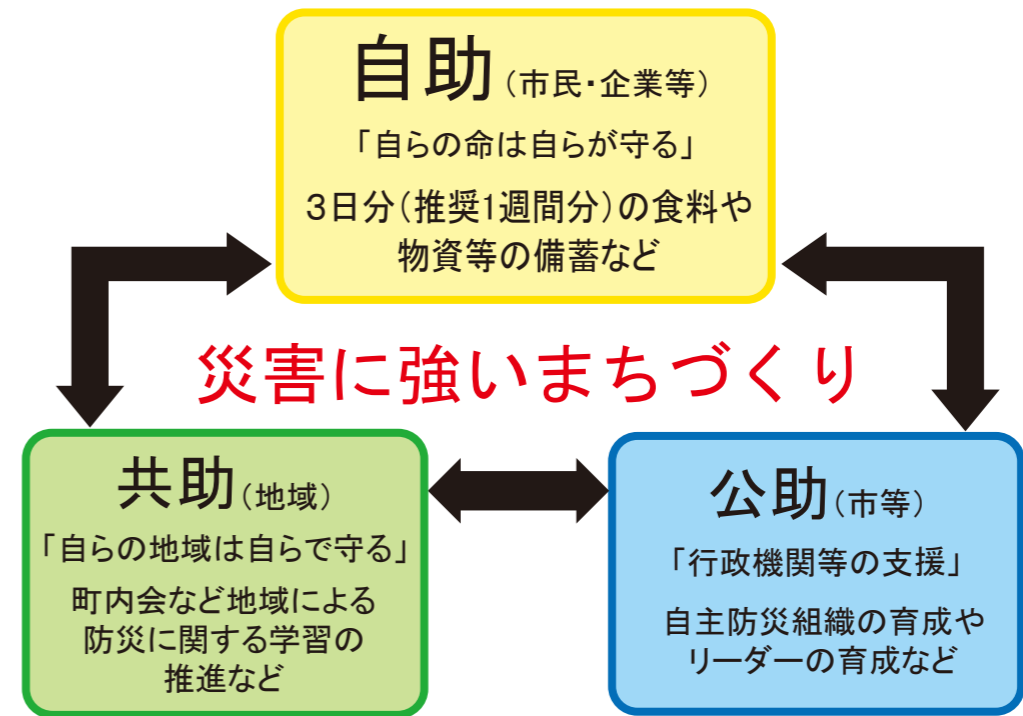 自助(市民・企業等)
「自らの命は自らが守る」
3日分(推奨1週間分)の食料や
物資等の備蓄など
災害に強いまちづくり
共助(地域)
「自らの地域は自らで守る」
町内会など地域による
防災に関する学習の
推進など
公助(市等)
「行政機関等の支援」
自主防災組織の育成や
リーダーの育成など